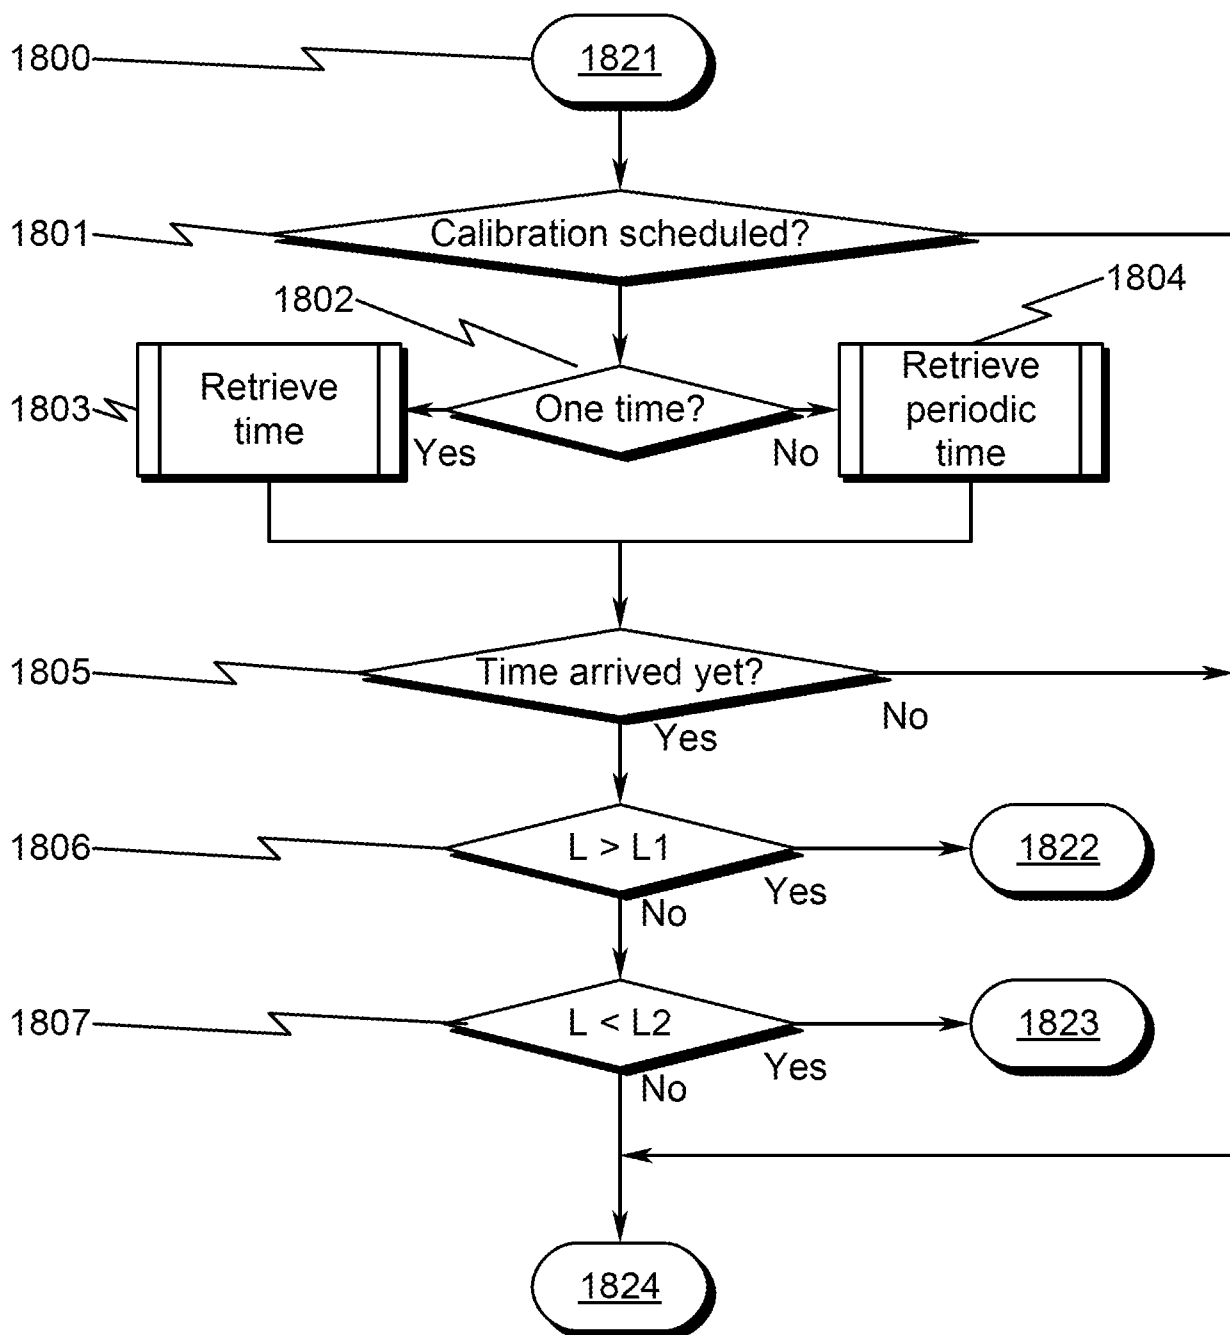 1800
1821
1801
Calibration scheduled?
1802
1804
1803
Retrieve
time
One time?
Retrieve
periodic
time
Yes
No
1805
Time arrived yet?
Yes
No
1806
L > L1
1822
No
Yes
1807
L < L2
1823
No
Yes
1824